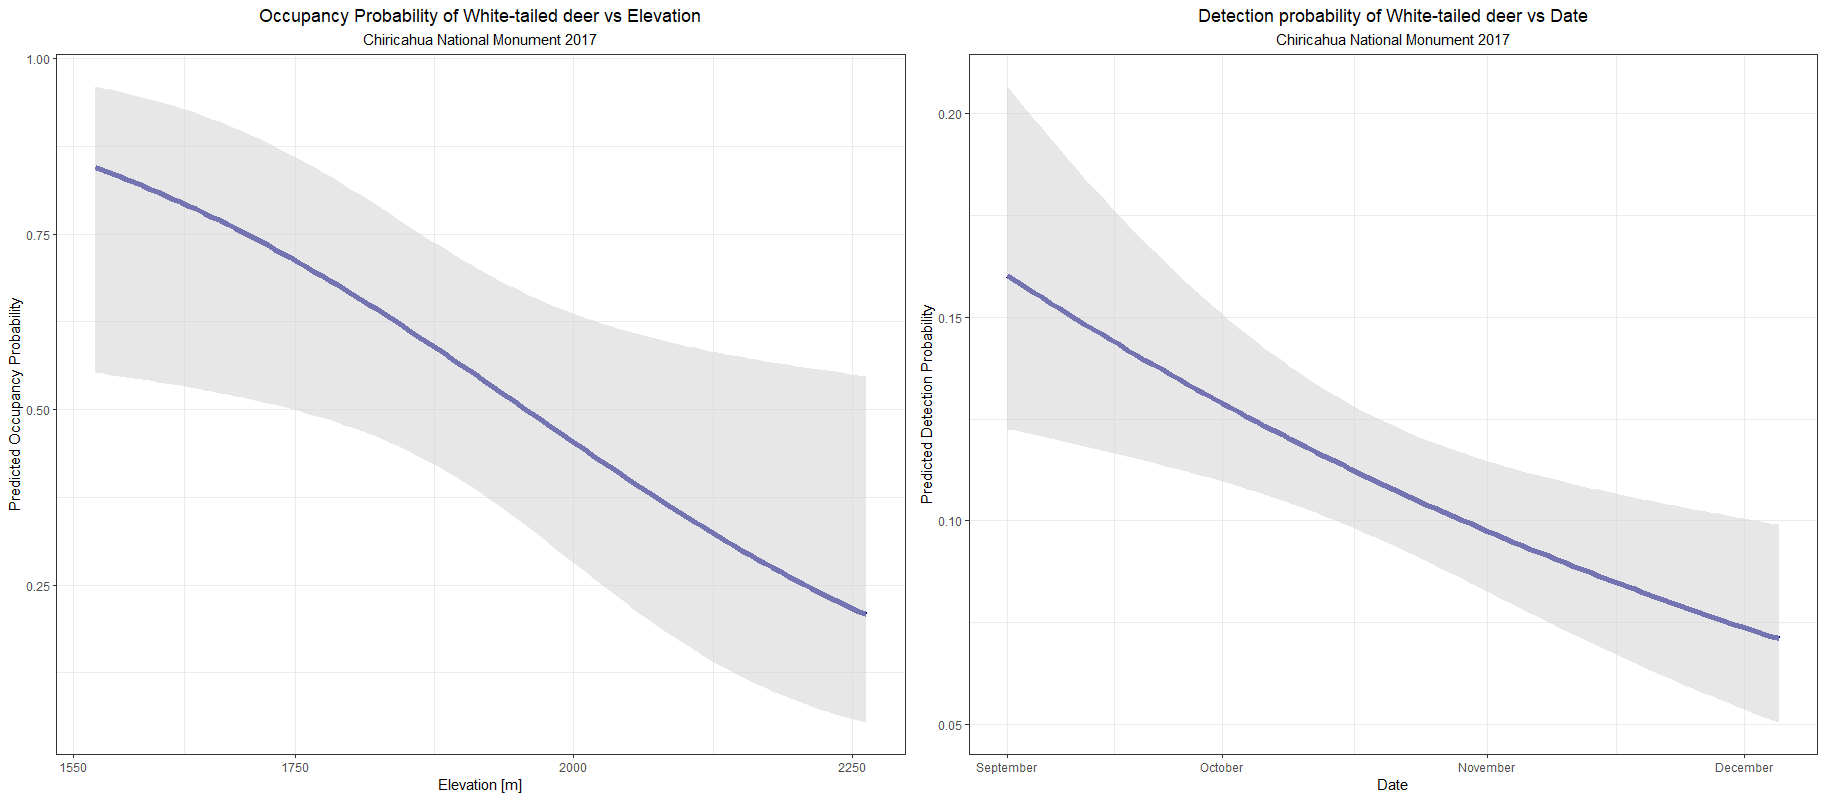 Occupancy Probability of White-tailed deer vs Elevation
Chiricahua National Monument 2017
Predicted Occupancy Probability
1.00
0.75
0.50
0.25
1550
1750
2000
2250
Elevation [m]
Detection probability of White-tailed deer vs Date
Chiricahua National Monument 2017
Predicted Detection Probability
0.20
0.15
0.10
0.05
September
October
November
December
Date